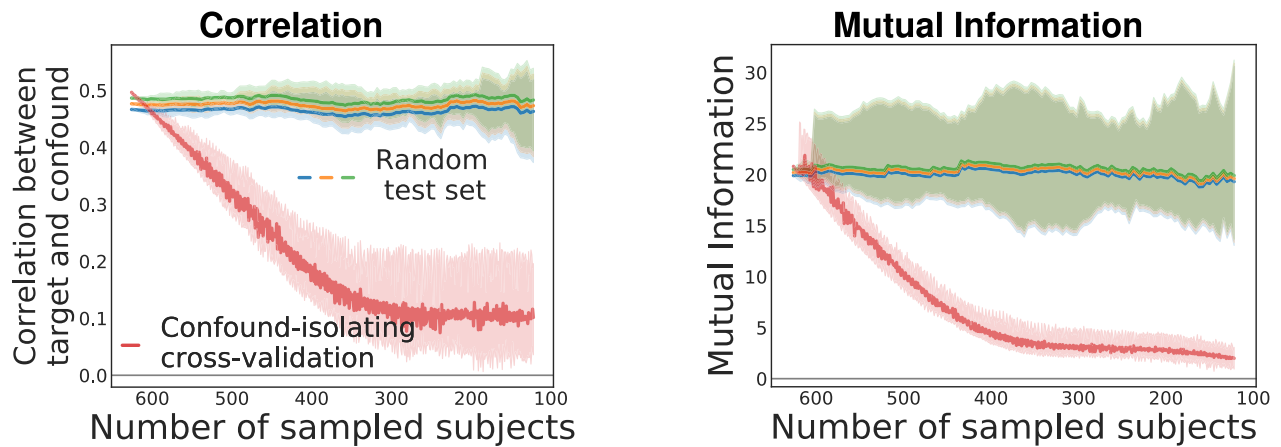 Correlation
Correlation between
target and confound
0.5
0.4
0.3
0.2
0.1
0.0
Random
test set
Confound-isolating
cross-validation
600 500 400 300 200 100
Number of sampled subjects
Mutual Information
Mutual Information
30
25
20
15
10
5
0
600 500 400 300 200 100
Number of sampled subjects